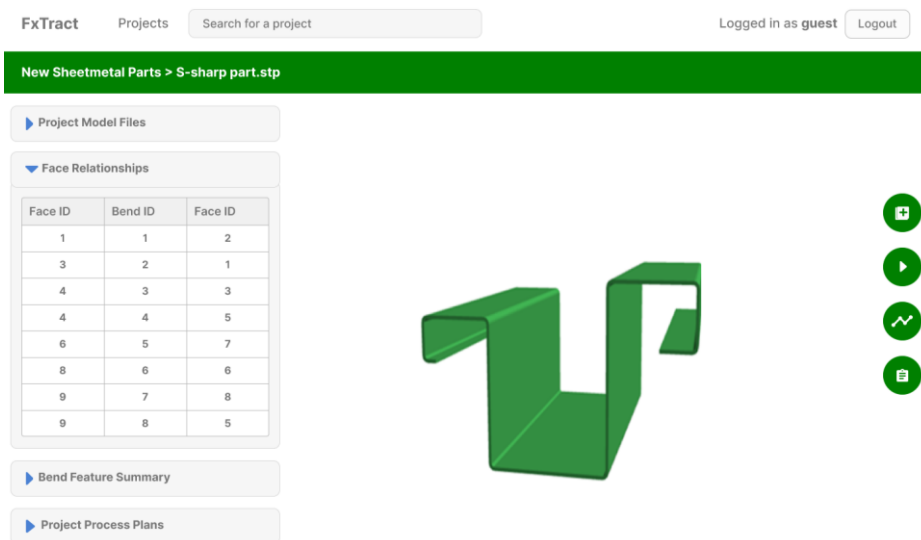 FxTract Projects Search for a project Logged in as guest Logout
New Sheetmetal Parts > S-sharp part.stp
Project Model Files
Face Relationships
Face ID Bend ID Face ID
1 1 2
3 2 1
4 3 3
4 4 5
6 5 7
8 6 6
9 7 8
9 8 5
Bend Feature Summary
Project Process Plans